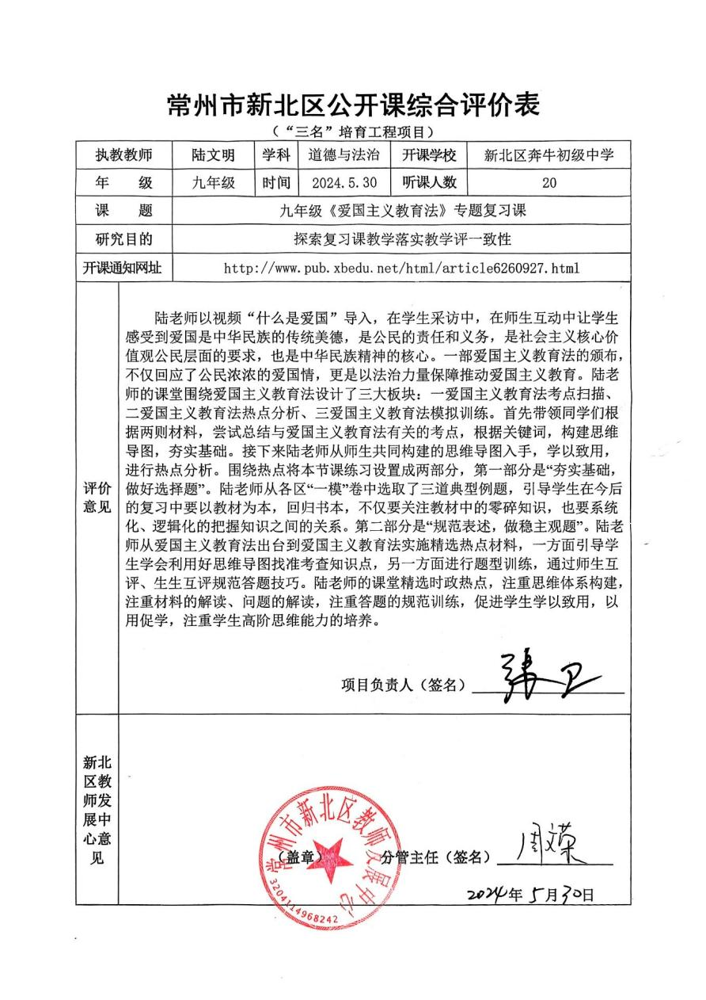 常州市新北区公开课综合评价表
（“三名”培育工程项目）
执教教师 陆文明 学科 道德与法治 开课学校 新北区奔牛初级中学
年 级 九年级 时间 2024.5.30 听课人数 20
课 题 九年级《爱国主义教育法》专题复习课
研究目的 探索复习课教学落实教学评一致性
开课通知网址 http://www.pub.xbedu.net/html/article6260927.html
评价意见
陆老师以视频“什么是爱国”导入，在学生采访中，在师生互动中让学生
感受到爱国是中华民族的传统美德，是公民的责任和义务，是社会主义核心价
值观公民层面的要求，也是中华民族精神的核心。一部爱国主义教育法的颁布，
不仅回应了公民浓浓的爱国情，更是以法治力量保障推动爱国主义教育。陆老
师的课堂围绕爱国主义教育法设计了三大板块：一爱国主义教育法考点扫描、
二爱国主义教育法热点分析、三爱国主义教育法模拟训练。首先带领同学们根
据两则材料，尝试总结与爱国主义教育法有关的考点，根据关键词，构建思维
导图，夯实基础。接下来陆老师从师生共同构建的思维导图入手，学以致用，
进行热点分析。围绕热点将本节课练习设置成两部分，第一部分是“夯实基础，
做好选择题”。陆老师从各区“一模”卷中选取了三道典型例题，引导学生在今后
的复习中要以教材为本，回归书本，不仅要关注教材中的零碎知识，也要系统
化、逻辑化的把握知识之间的关系。第二部分是“规范表述，做稳主观题”。陆老
师从爱国主义教育法出台到爱国主义教育法实施精选热点材料，一方面引导学
生学会利用好思维导图找准考查知识点，另一方面进行题型训练，通过师生互
评、生生互评规范答题技巧。陆老师的课堂精选时政热点，注重思维体系构建，
注重材料的解读、问题的解读，注重答题的规范训练，促进学生学以致用，以
用促学，注重学生高阶思维能力的培养。
项目负责人（签名） 張卫
新北区教师发展中心意见
常州市新北区教师发展中心
3204114968242
（盖章） 分管主任（签名） 周文荣
2024年5月30日